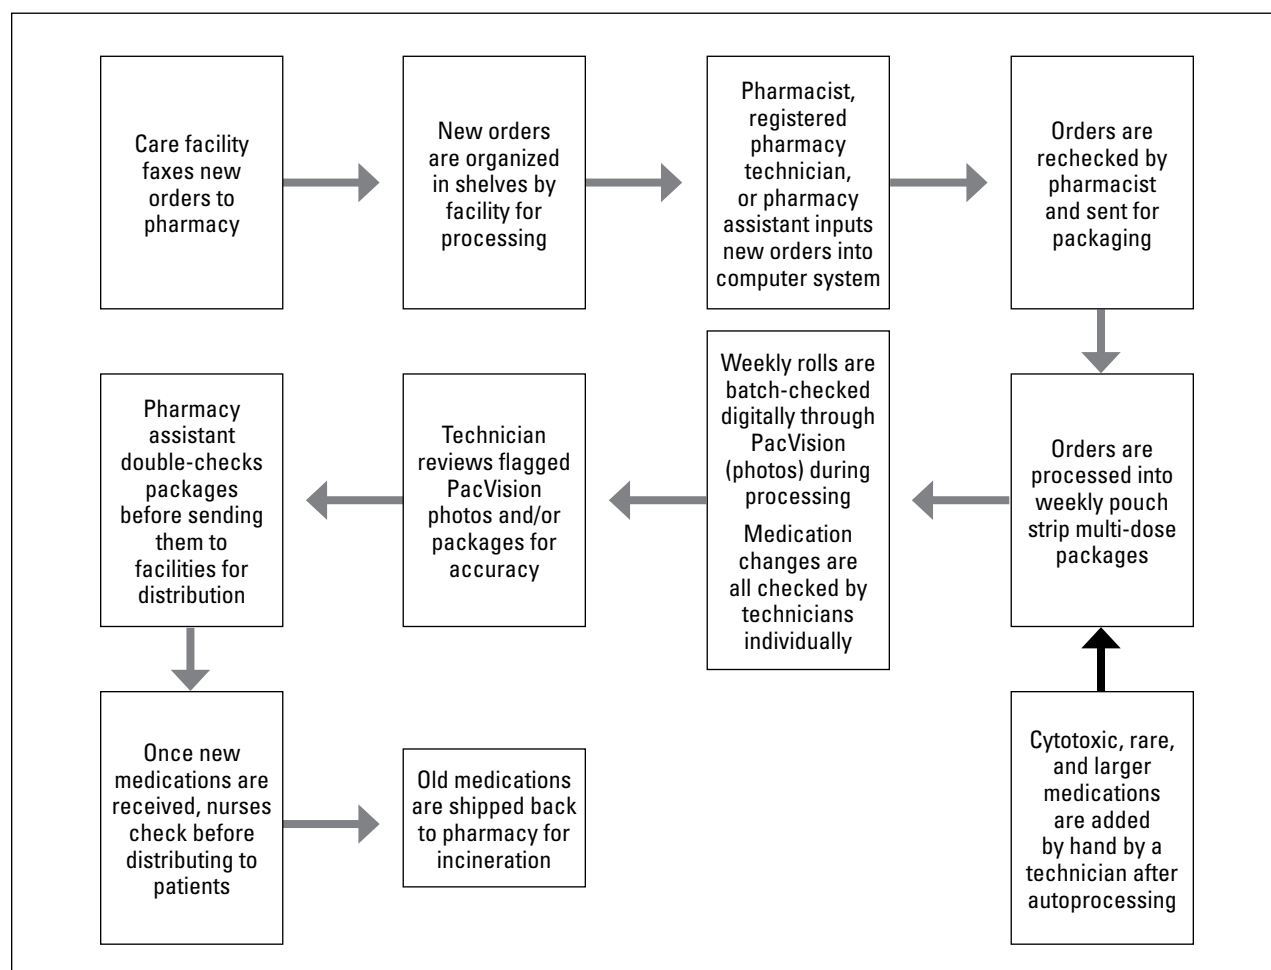 Care facility
faxes new
orders to
pharmacy
New orders
are organized
in shelves by
facility for
processing
Pharmacist,
registered
pharmacy
technician,
or pharmacy
assistant inputs
new orders into
computer system
Orders are
rechecked by
pharmacist
and sent for
packaging
Orders are
processed into
weekly pouch
strip multi-dose
packages
Cytotoxic, rare,
and larger
medications
are added
by hand by a
technician after
autoprocessing
Weekly rolls are
batch-checked
digitally through
PacVision
(photos) during
processing
Medication
changes are
all checked by
technicians
individually
Technician
reviews flagged
PacVision
photos and/or
packages for
accuracy
Pharmacy
assistant
double-checks
packages
before sending
them to
facilities for
distribution
Once new
medications are
received, nurses
check before
distributing to
patients
Old medications
are shipped back
to pharmacy for
incineration